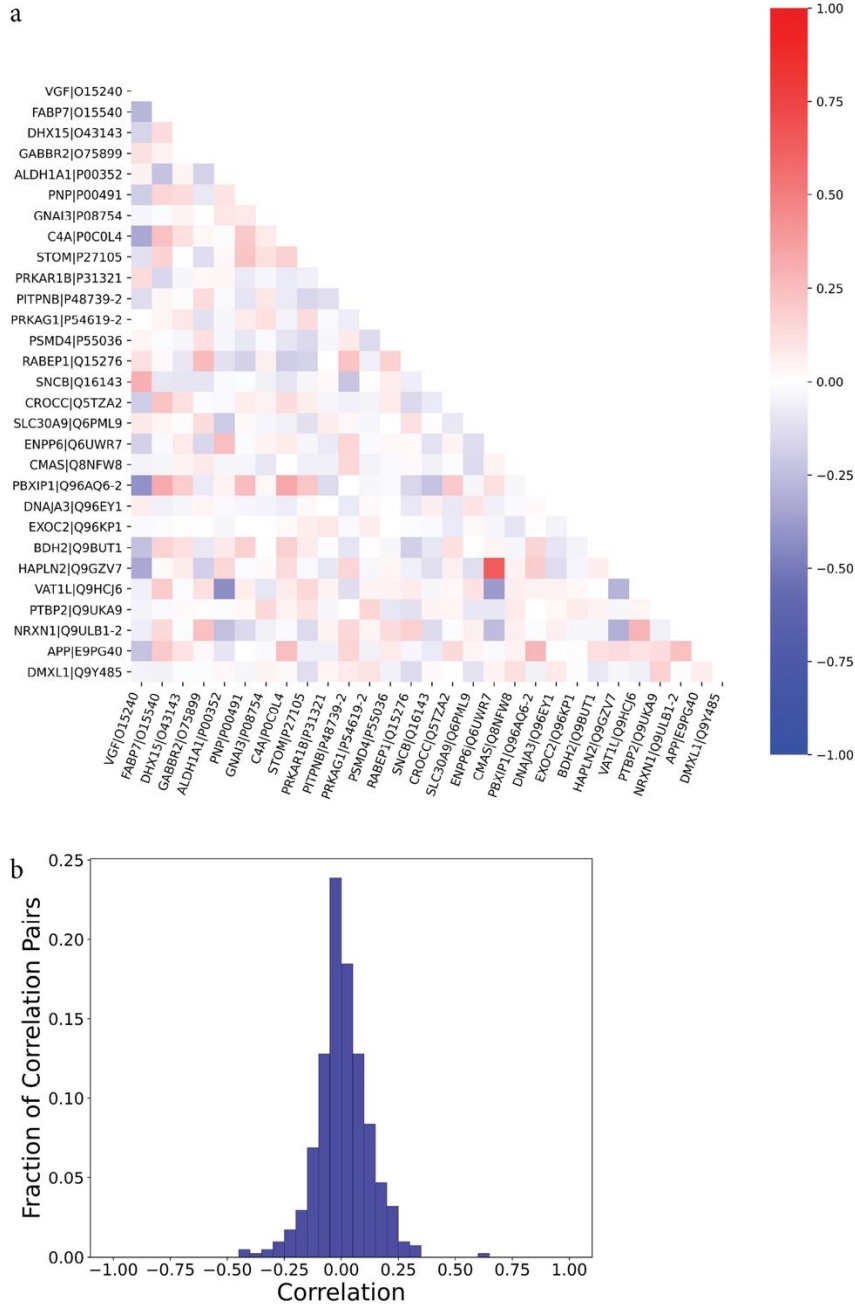 a
VGF|O15240
FABP7|O15540
DHX15|O43143
GABBR2|O75899
ALDH1A1|P00352
PNP|P00491
GNAI3|P08754
C4A|P0C0L4
STOM|P27105
PRKAR1B|P31321
PITPNB|P48739-2
PRKAG1|P54619-2
PSMD4|P55036
RABEP1|Q15276
SNCB|Q16143
CROCC|Q5TZA2
SLC30A9|Q6PML9
ENPP6|Q6UWR7
CMAS|Q8NFW8
PBXIP1|Q96AQ6-2
DNAJA3|Q96EY1
EXOC2|Q96KP1
BDH2|Q9BUT1
HAPLN2|Q9GZV7
VAT1L|Q9HCJ6
PTBP2|Q9UKA9
NRXN1|Q9ULB1-2
APP|E9PG40
DMXL1|Q9Y485
VGF|O15240
FABP7|O15540
DHX15|O43143
GABBR2|O75899
ALDH1A1|P00352
PNP|P00491
GNAI3|P08754
C4A|P0C0L4
STOM|P27105
PRKAR1B|P31321
PITPNB|P48739-2
PRKAG1|P54619-2
PSMD4|P55036
RABEP1|Q15276
SNCB|Q16143
CROCC|Q5TZA2
SLC30A9|Q6PML9
ENPP6|Q6UWR7
CMAS|Q8NFW8
PBXIP1|Q96AQ6-2
DNAJA3|Q96EY1
EXOC2|Q96KP1
BDH2|Q9BUT1
HAPLN2|Q9GZV7
VAT1L|Q9HCJ6
PTBP2|Q9UKA9
NRXN1|Q9ULB1-2
APP|E9PG40
DMXL1|Q9Y485
1.00
0.75
0.50
0.25
0.00
−0.25
−0.50
−0.75
−1.00
b
Fraction of Correlation Pairs
0.25
0.20
0.15
0.10
0.05
0.00
−1.00 −0.75 −0.50 −0.25 0.00 0.25 0.50 0.75 1.00
Correlation